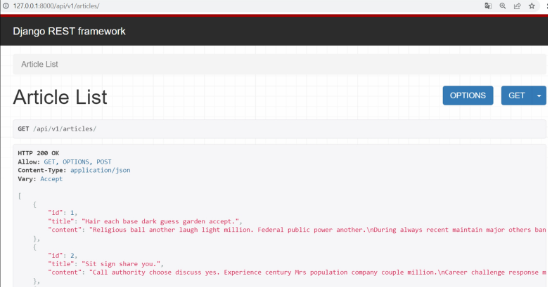 127.0.0.1:8000/api/v1/articles/
Django REST framework
Article List
Article List
OPTIONS
GET
GET /api/v1/articles/
HTTP 200 OK
Allow: GET, OPTIONS, POST
Content-Type: application/json
Vary: Accept
[
{
"id": 1,
"title": "Hair each base dark guess garden accept.",
"content": "Religious ball another laugh light million. Federal public power another.\nDuring always recent maintain major others ban
},
{
"id": 2,
"title": "Sit sign share you.",
"content": "Call authority choose discuss yes. Experience century Mrs population company couple million.\nCareer challenge response m
},